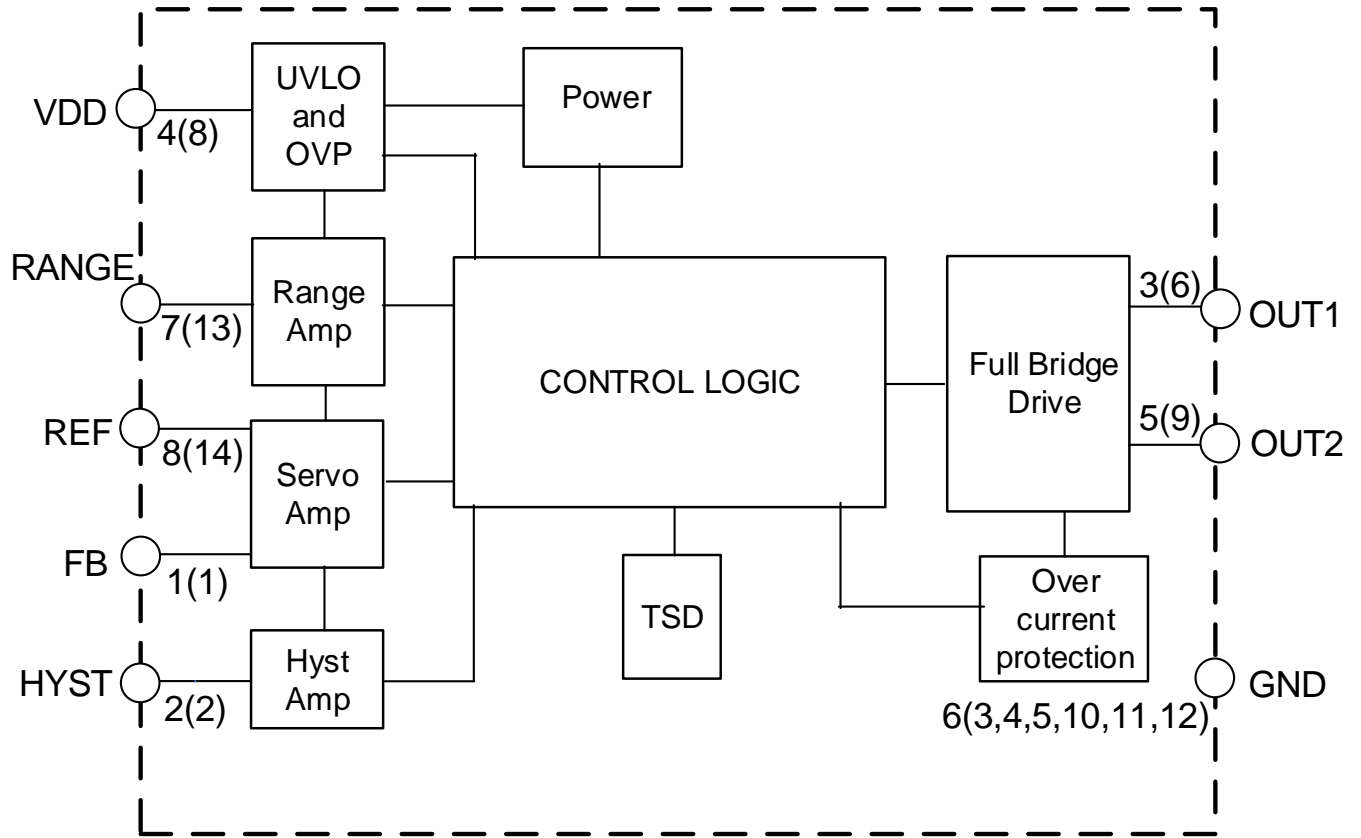 UVLO
and
OVP
Power
VDD
4(8)
RANGE
7(13)
Range
Amp
CONTROL LOGIC
Full Bridge
Drive
3(6)
OUT1
5(9)
OUT2
REF
8(14)
Servo
Amp
FB
1(1)
TSD
Over
current
protection
HYST
2(2)
Hyst
Amp
GND
6(3,4,5,10,11,12)